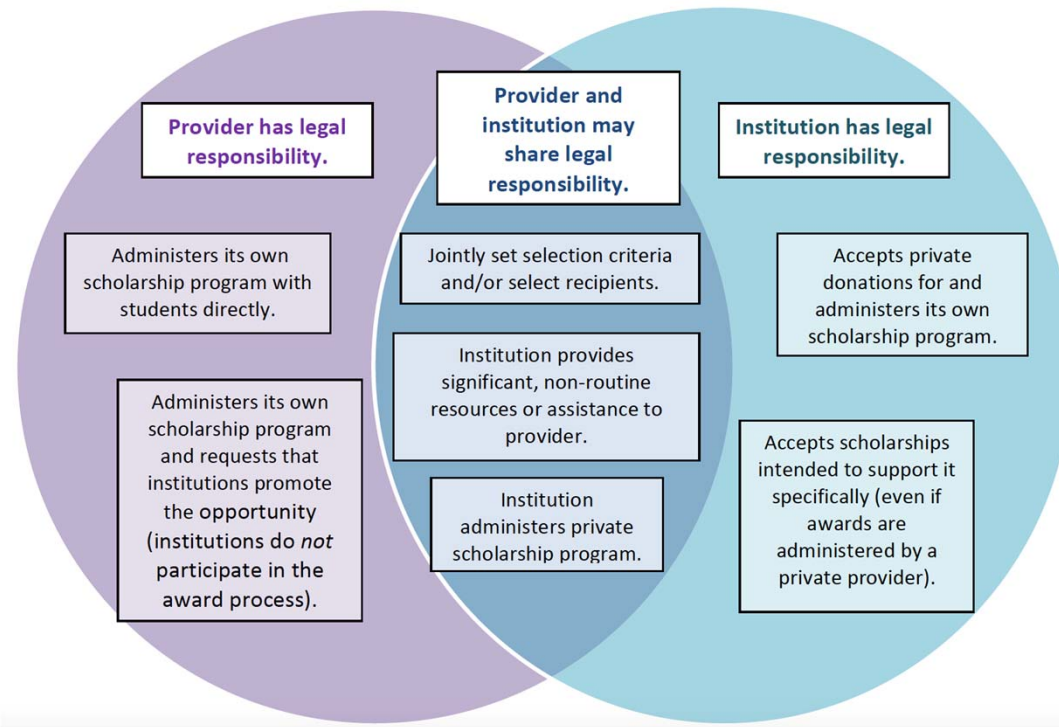 Provider has legal
responsibility.
Administers its own
scholarship program with
students directly.
Administers its own
scholarship program
and requests that
institutions promote
the opportunity
(institutions do not
participate in the
award process).
Provider and
institution may
share legal
responsibility.
Jointly set selection criteria
and/or select recipients.
Institution provides
significant, non-routine
resources or assistance to
provider.
Institution
administers private
scholarship program.
Institution has legal
responsibility.
Accepts private
donations for and
administers its own
scholarship program.
Accepts scholarships
intended to support it
specifically (even if
awards are
administered by a
private provider).